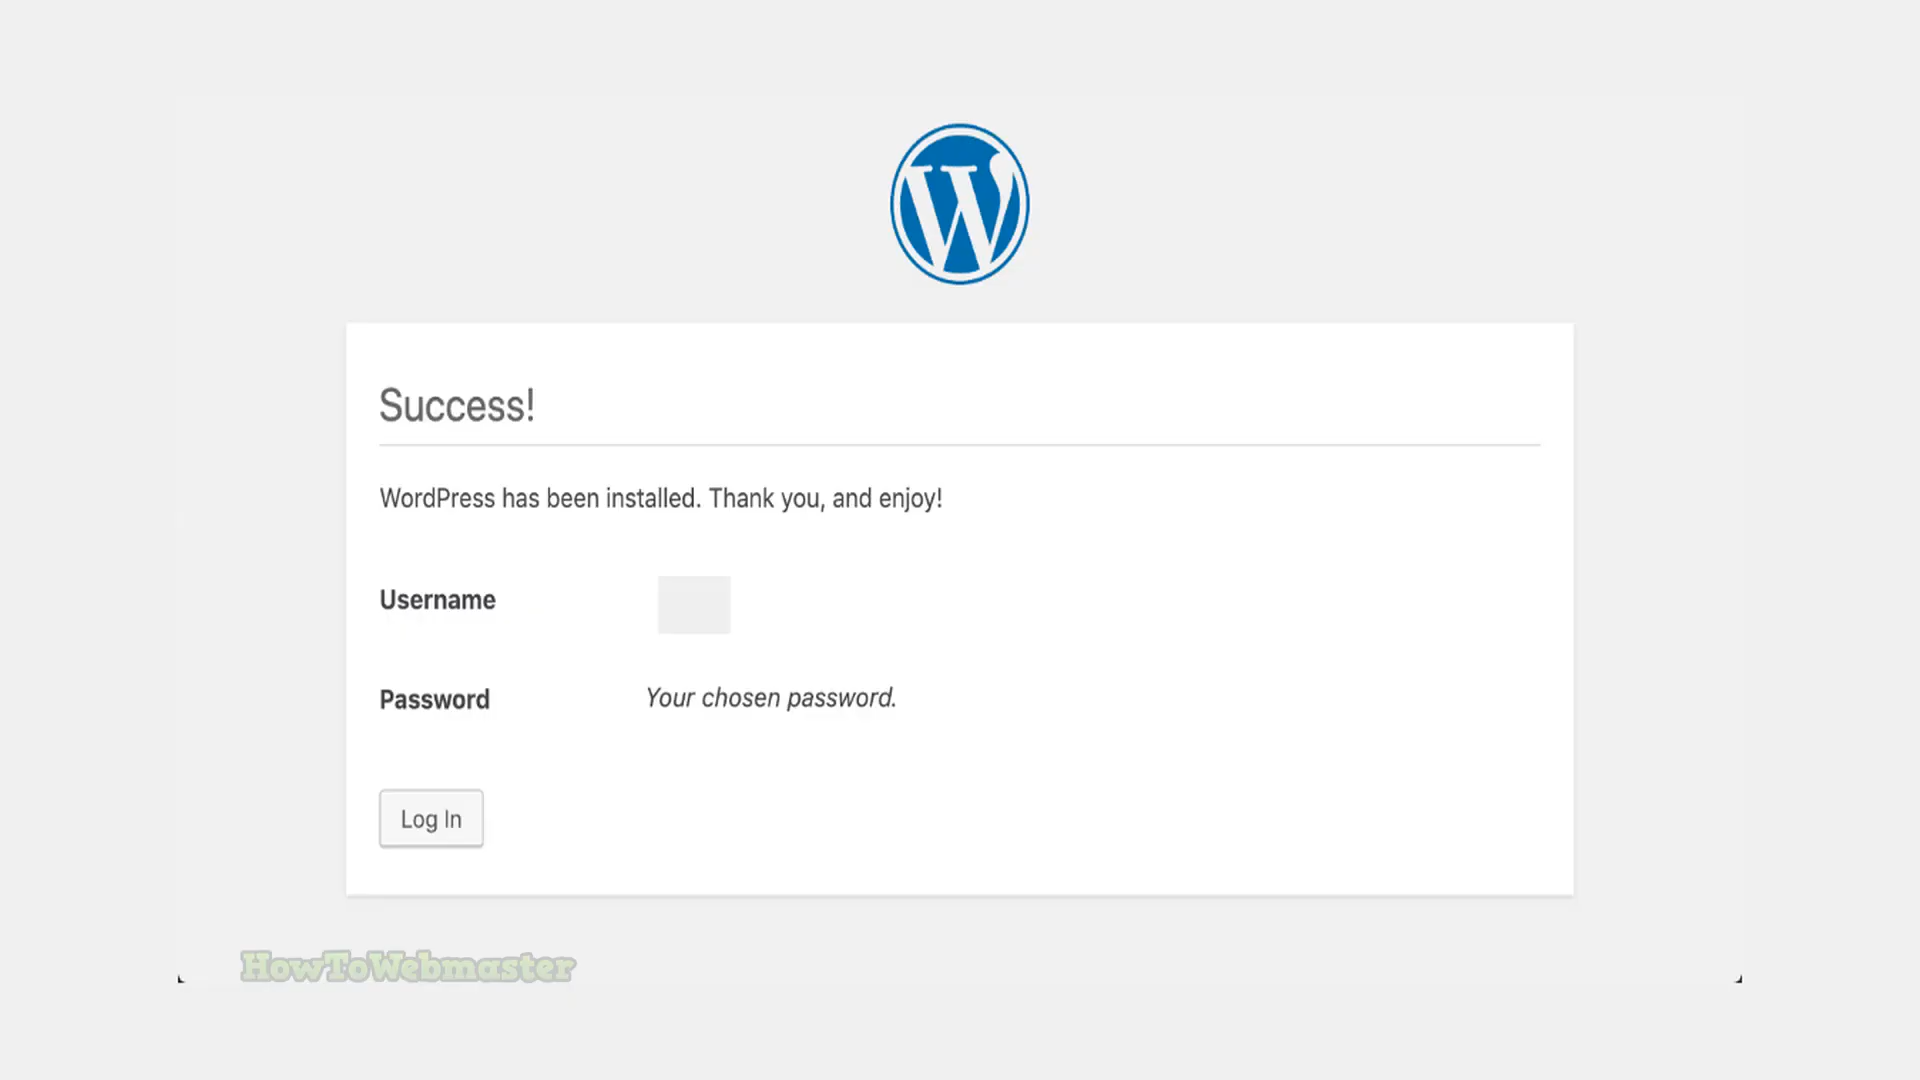 Success!
WordPress has been installed. Thank you, and enjoy!
Username
Password Your chosen password.
Log In
HowToWebmaster